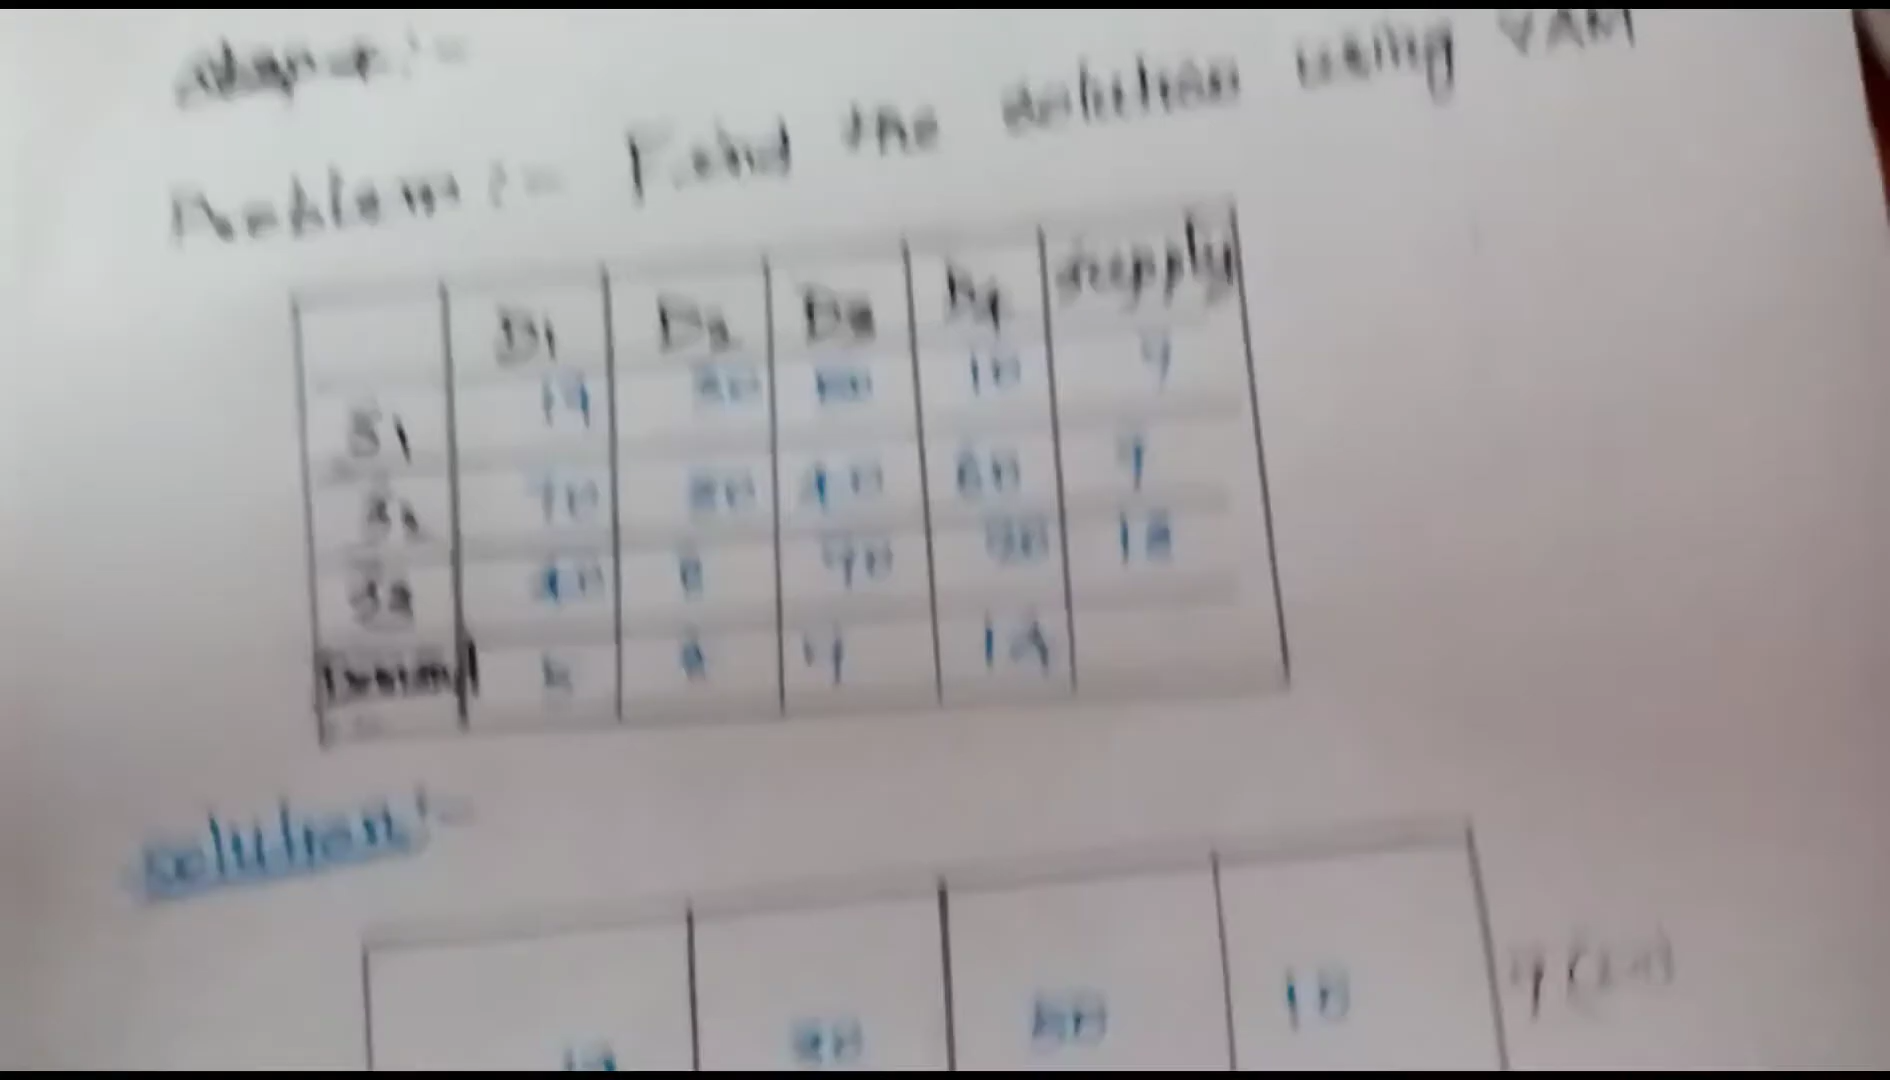 Problem:- Find the solution using VAM
D1 D2 D3 D4 supply
S1 19 30 50 10 7
S2 70 30 40 60 9
S3 40 8 70 20 18
Demand 5 8 7 14
solution:-
19 30 50 10